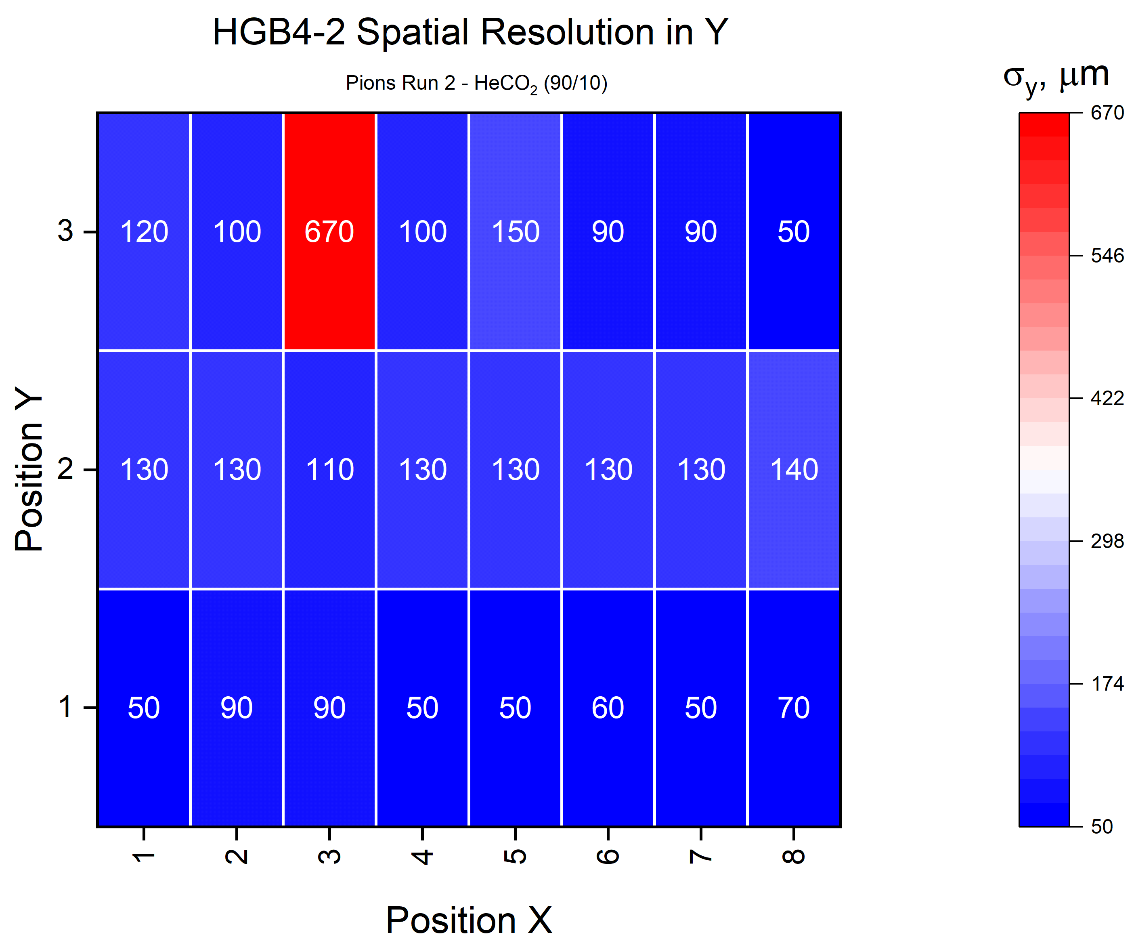 HGB4-2 Spatial Resolution in Y
Pions Run 2 - HeCO₂ (90/10)
σy, μm
670
546
422
298
174
50
Position Y
3
120 100 670 100 150 90 90 50
2
130 130 110 130 130 130 130 140
1
50 90 90 50 50 60 50 70
1 2 3 4 5 6 7 8
Position X